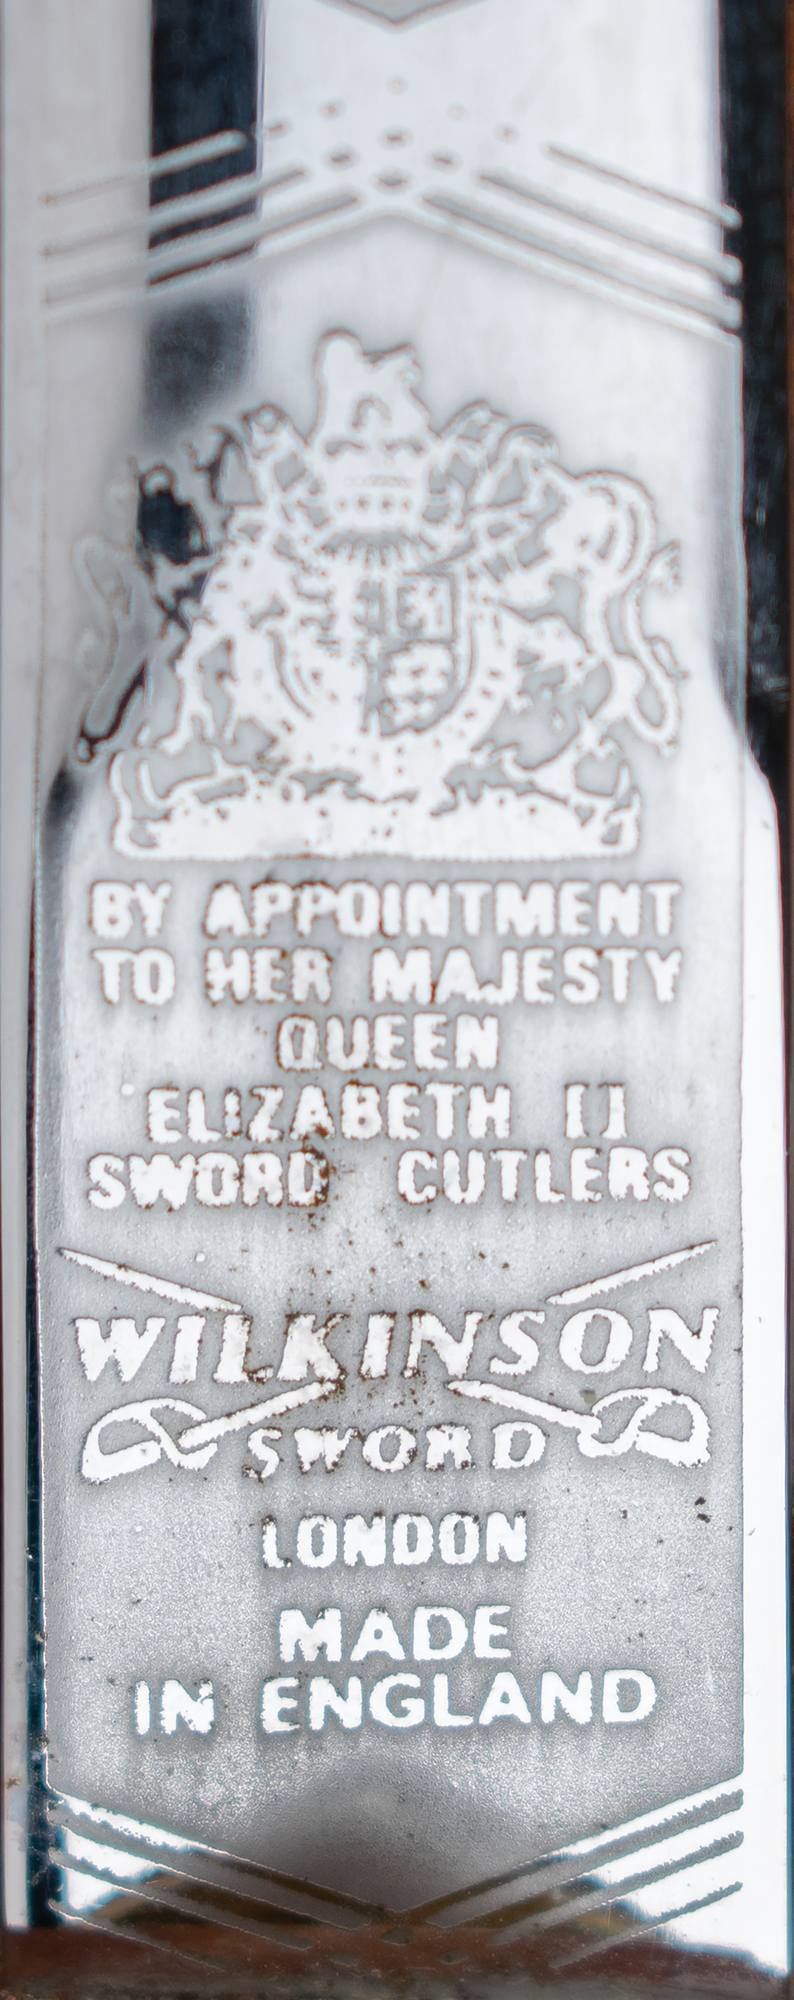 BY APPOINTMENT
TO HER MAJESTY
QUEEN
ELIZABETH II
SWORD CUTLERS
WILKINSON
SWORD
LONDON
MADE
IN ENGLAND